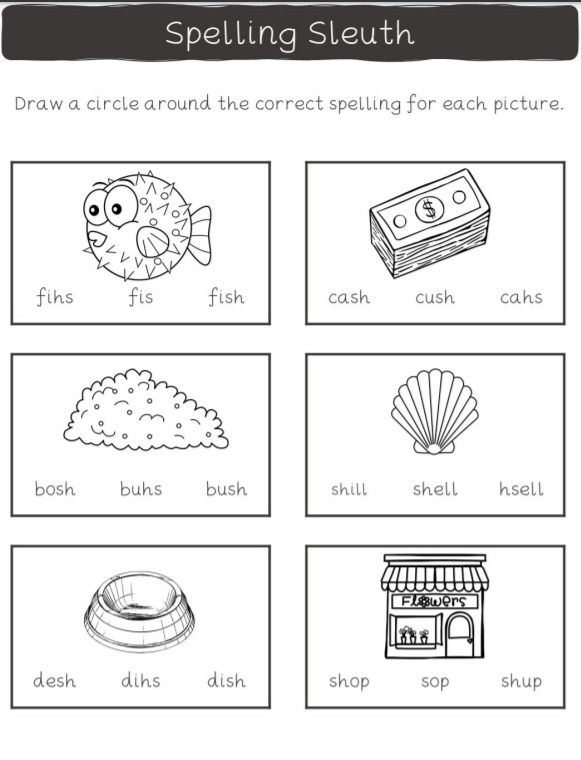 Spelling Sleuth
Draw a circle around the correct spelling for each picture.
fihs fis fish
cash cush cahs
bosh buhs bush
shill shell hsell
desh dihs dish
Flowers
shop sop shup